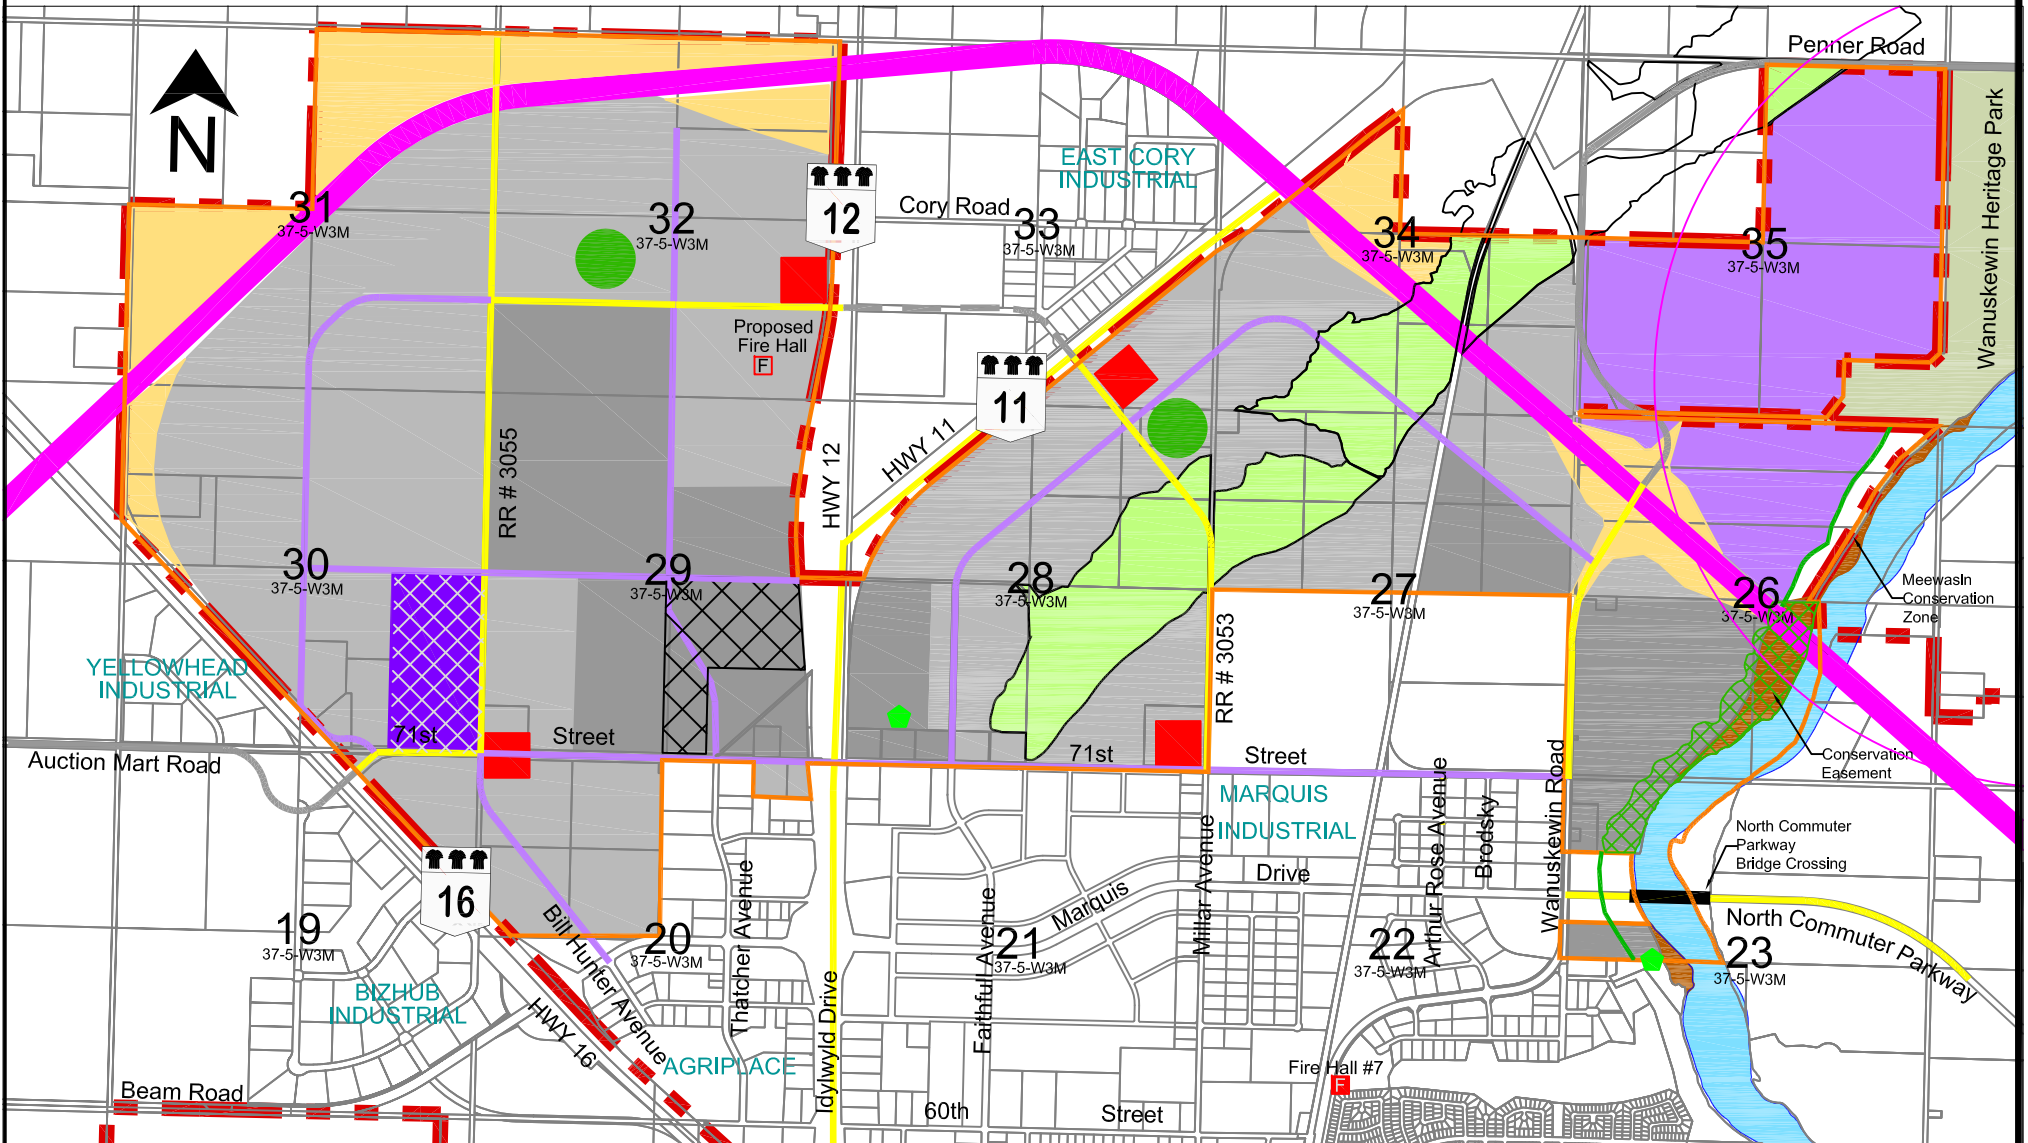 Penner Road
N
Wanuskewin Heritage Park
EAST CORY
INDUSTRIAL
31
37-5-W3M
32
37-5-W3M
12
Cory Road
33
37-5-W3M
34
37-5-W3M
35
37-5-W3M
Proposed
Fire Hall
F
11
HWY 11
HWY 12
RR # 3055
30
37-5-W3M
29
37-5-W3M
28
37-5-W3M
27
37-5-W3M
26
37-5-W3M
Meewasin
Conservation
Zone
RR # 3053
YELLOWHEAD
INDUSTRIAL
71st
Street
71st
Street
Auction Mart Road
Conservation
Easement
MARQUIS
INDUSTRIAL
Wanuskewin Road
Arthur Rose Avenue
Brodsky
North Commuter
Parkway
Bridge Crossing
Drive
Marquis
Millar Avenue
Faithfull Avenue
Thatcher Avenue
Idylwyld Drive
Bill Hunter Avenue
16
HWY 16
North Commuter Parkway
19
37-5-W3M
20
37-5-W3M
21
37-5-W3M
22
37-5-W3M
23
37-5-W3M
BIZHUB
INDUSTRIAL
AGRIPLACE
Fire Hall #7
F
Beam Road
60th
Street